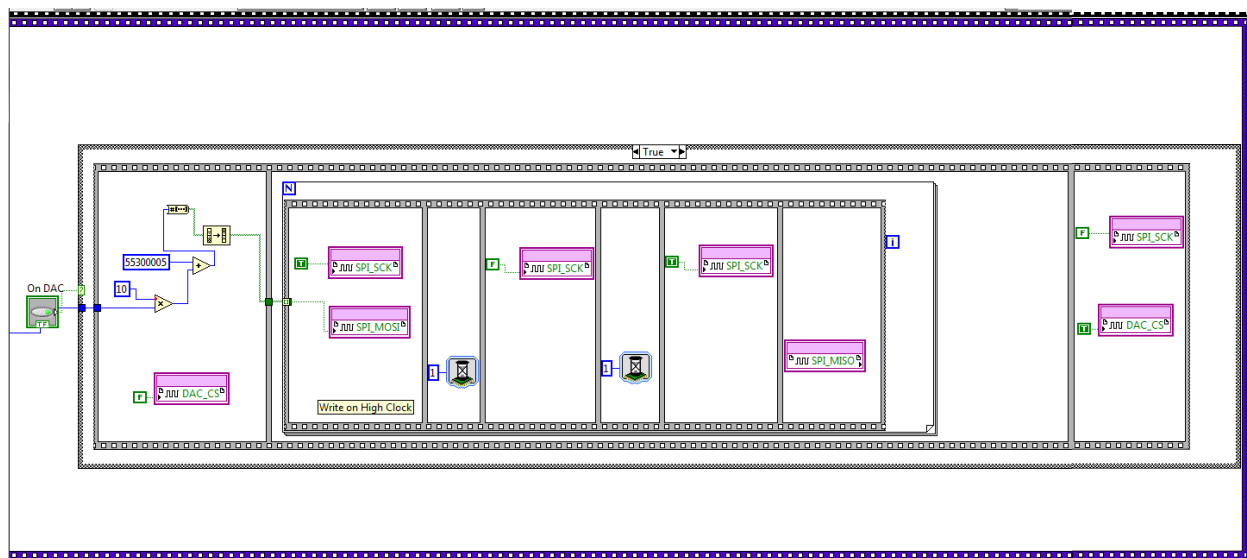 True
N
55300005
10
On DAC
TF
F
DAC_CS
T
SPI_SCK
SPI_MOSI
Write on High Clock
1
F
SPI_SCK
1
T
SPI_SCK
SPI_MISO
i
F
SPI_SCK
T
DAC_CS